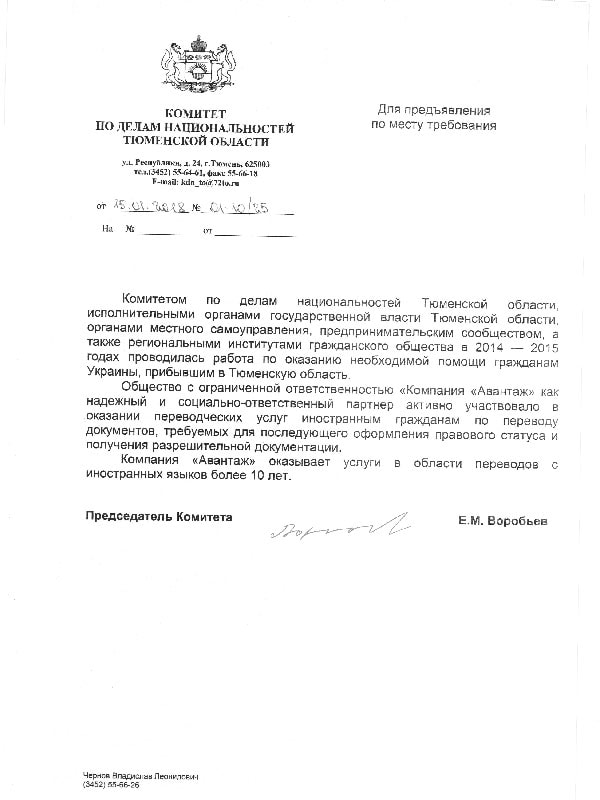 КОМИТЕТ
ПО ДЕЛАМ НАЦИОНАЛЬНОСТЕЙ
ТЮМЕНСКОЙ ОБЛАСТИ
ул. Республики, д. 24, г.Тюмень, 625003
тел.(3452) 55-64-61, факс 55-66-18
E-mail: kdn_to@72to.ru
от 15.01.2018 № 01-10/25
На № от
Для предъявления
по месту требования
Комитетом по делам национальностей Тюменской области,
исполнительными органами государственной власти Тюменской области,
органами местного самоуправления, предпринимательским сообществом, а
также региональными институтами гражданского общества в 2014 — 2015
годах проводилась работа по оказанию необходимой помощи гражданам
Украины, прибывшим в Тюменскую область.
Общество с ограниченной ответственностью «Компания «Авантаж» как
надежный и социально-ответственный партнер активно участвовало в
оказании переводческих услуг иностранным гражданам по переводу
документов, требуемых для последующего оформления правового статуса и
получения разрешительной документации.
Компания «Авантаж» оказывает услуги в области переводов с
иностранных языков более 10 лет.
Председатель Комитета
Е.М. Воробьев
Чернов Владислав Леонидович
(3452) 55-66-26